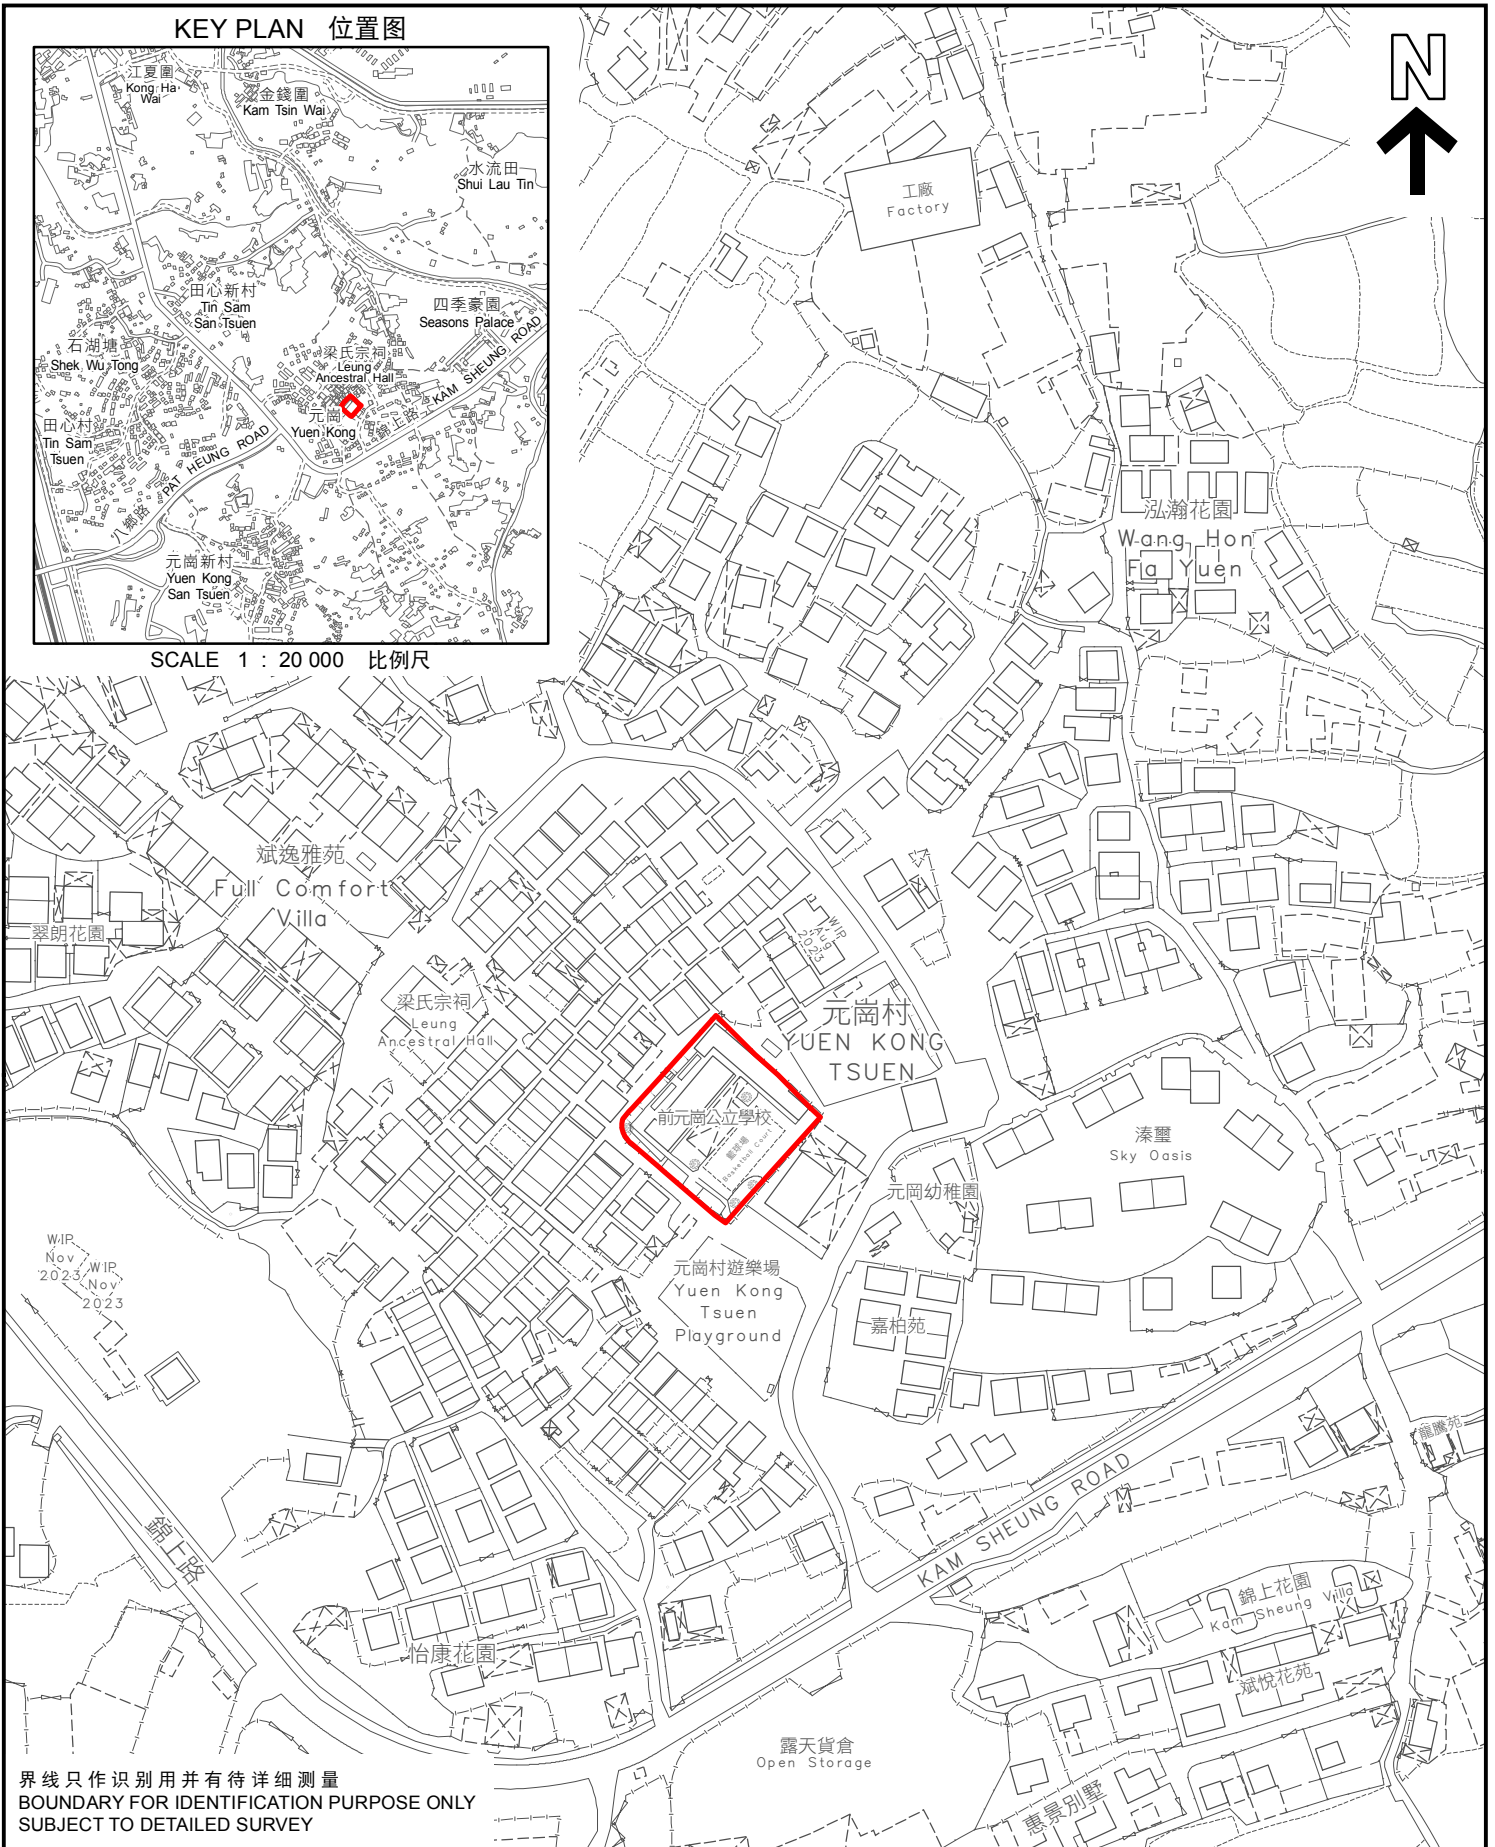 KEY PLAN 位置图
江夏圍
Kong Ha
Wai
金錢圍
Kam Tsin Wai
水流田
Shui Lau Tin
田心新村
Tin Sam
San Tsuen
四季豪園
Seasons Palace
石湖塘
Shek Wu Tong
梁氏宗祠
Leung
Ancestral Hall
KAM SHEUNG ROAD
錦上路
元崗
Yuen Kong
田心村
Tin Sam
Tsuen
PAT HEUNG ROAD
八鄉路
元崗新村
Yuen Kong
San Tsuen
SCALE 1 : 20 000 比例尺
N
工廠
Factory
泓瀚花園
Wang Hon
Fa Yuen
斌逸雅苑
Full Comfort
Villa
翠朗花園
WIP
Aug
2023
梁氏宗祠
Leung
Ancestral Hall
元崗村
YUEN KONG
TSUEN
前元崗公立學校
籃球場
Basketball Court
溱璽
Sky Oasis
元岡幼稚園
WIP
Nov
2023
WIP
Nov
2023
元崗村遊樂場
Yuen Kong
Tsuen
Playground
嘉柏苑
龍騰苑
KAM SHEUNG ROAD
錦上路
錦上花園
Kam Sheung Villa
怡康花園
斌悅花苑
露天貨倉
Open Storage
惠景別墅
界线只作识别用并有待详细测量
BOUNDARY FOR IDENTIFICATION PURPOSE ONLY
SUBJECT TO DETAILED SURVEY